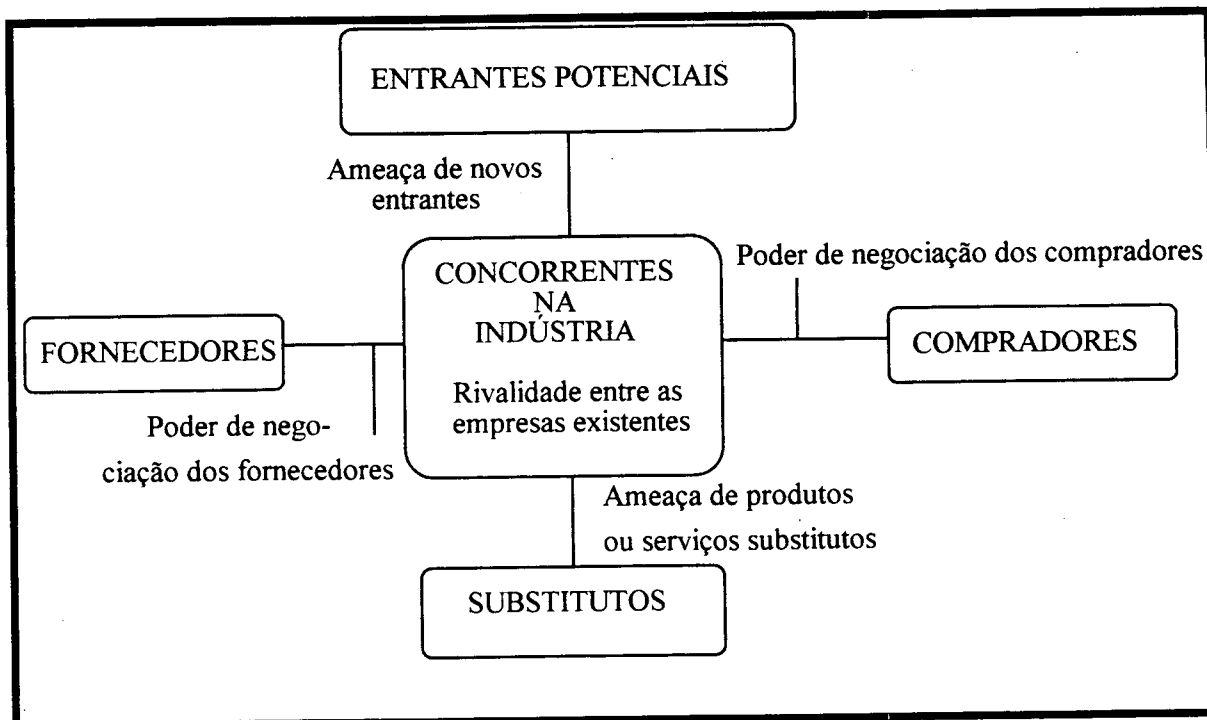 ENTRANTES POTENCIAIS
Ameaça de novos
entrantes
CONCORRENTES
NA
INDÚSTRIA
Rivalidade entre as
empresas existentes
Poder de negociação dos compradores
FORNECEDORES
COMPRADORES
Poder de nego-
ciação dos fornecedores
Ameaça de produtos
ou serviços substitutos
SUBSTITUTOS